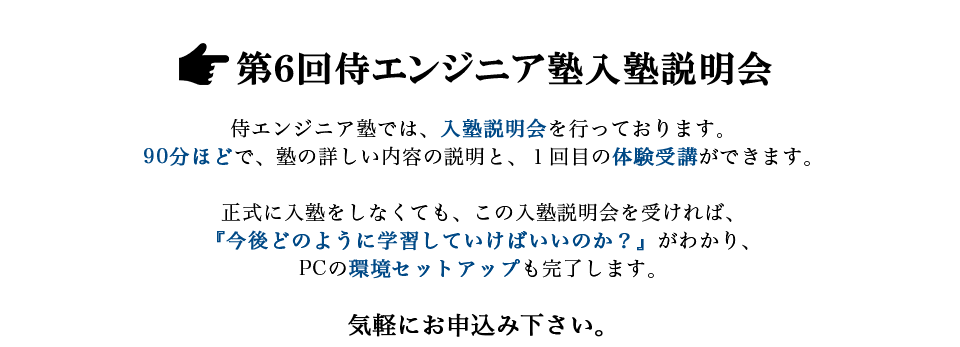 第6回侍エンジニア塾入塾説明会
侍エンジニア塾では、入塾説明会を行っております。
90分ほどで、塾の詳しい内容の説明と、１回目の体験受講ができます。
正式に入塾をしなくても、この入塾説明会を受ければ、
『今後どのように学習していけばいいのか？』がわかり、
PCの環境セットアップも完了します。
気軽にお申込み下さい。